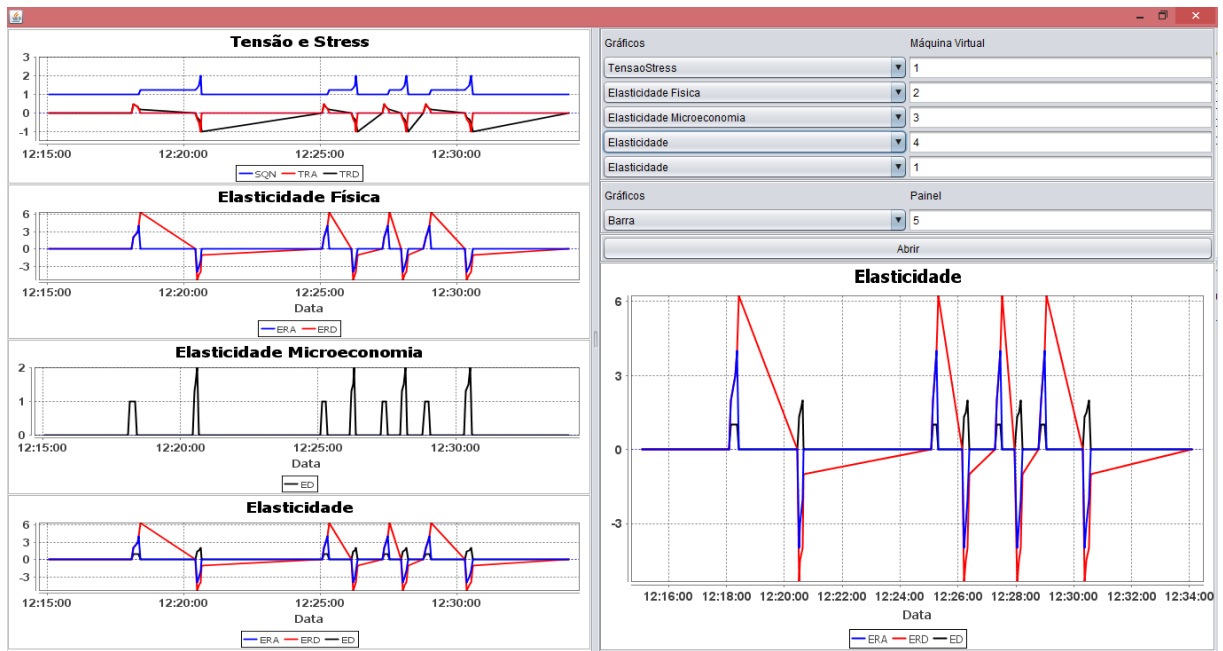 Tensão e Stress
3
2
1
0
-1
12:15:00 12:20:00 12:25:00 12:30:00
SQN TRA TRD
Elasticidade Física
6
3
0
-3
12:15:00 12:20:00 12:25:00 12:30:00
Data
ERA ERD
Elasticidade Microeconomia
2
1
0
12:15:00 12:20:00 12:25:00 12:30:00
Data
ED
Elasticidade
6
3
0
-3
12:15:00 12:20:00 12:25:00 12:30:00
Data
ERA ERD ED
Gráficos Máquina Virtual
TensaoStress 1
Elasticidade Fisica 2
Elasticidade Microeconomia 3
Elasticidade 4
Elasticidade 1
Gráficos Painel
Barra 5
Abrir
Elasticidade
6
3
0
-3
12:16:00 12:18:00 12:20:00 12:22:00 12:24:00 12:26:00 12:28:00 12:30:00 12:32:00 12:34:00
Data
ERA ERD ED